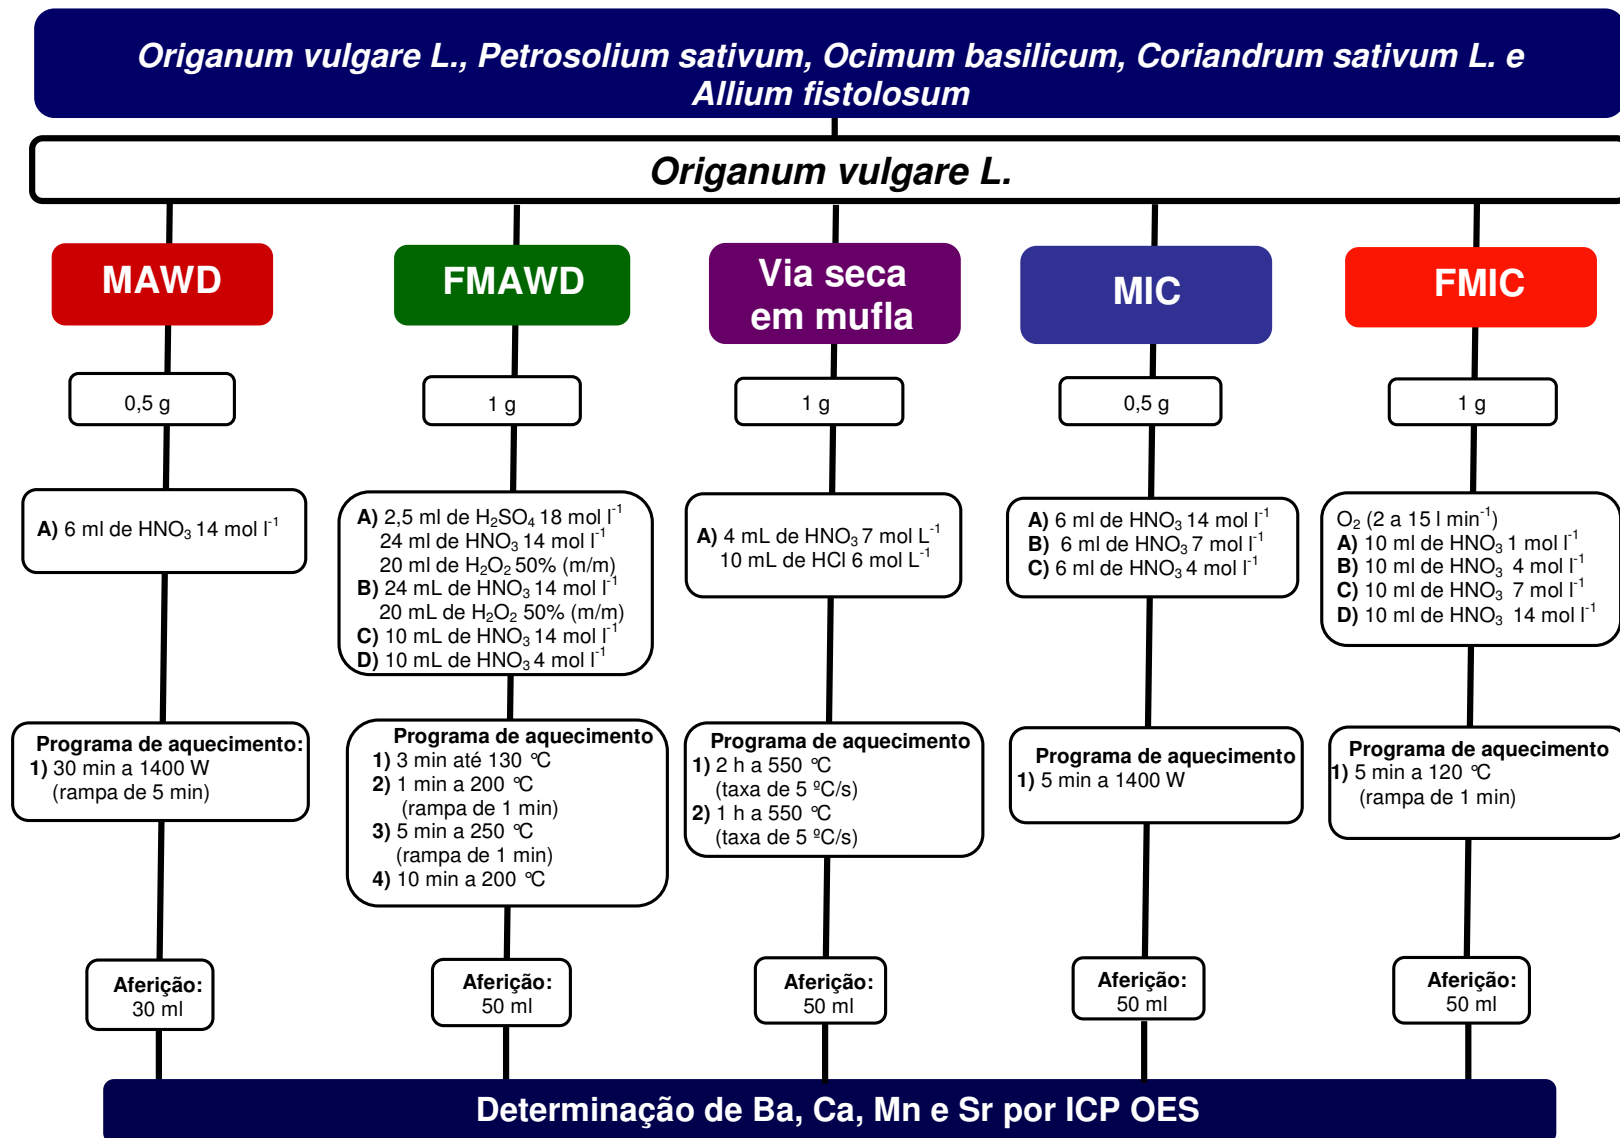 Origanum vulgare L., Petrosolium sativum, Ocimum basilicum, Coriandrum sativum L. e
Allium fistolosum
Origanum vulgare L.
MAWD
0,5 g
A) 6 ml de HNO₃ 14 mol l⁻¹
Programa de aquecimento:
1) 30 min a 1400 W
(rampa de 5 min)
Aferição:
30 ml
FMAWD
1 g
A) 2,5 ml de H₂SO₄ 18 mol l⁻¹
24 ml de HNO₃ 14 mol l⁻¹
20 ml de H₂O₂ 50% (m/m)
B) 24 mL de HNO₃ 14 mol l⁻¹
20 mL de H₂O₂ 50% (m/m)
C) 10 mL de HNO₃ 14 mol l⁻¹
D) 10 mL de HNO₃ 4 mol l⁻¹
Programa de aquecimento
1) 3 min até 130 °C
2) 1 min a 200 °C
(rampa de 1 min)
3) 5 min a 250 °C
(rampa de 1 min)
4) 10 min a 200 °C
Aferição:
50 ml
Via seca
em mufla
1 g
A) 4 mL de HNO₃ 7 mol L⁻¹
10 mL de HCl 6 mol L⁻¹
Programa de aquecimento
1) 2 h a 550 °C
(taxa de 5 ºC/s)
2) 1 h a 550 °C
(taxa de 5 ºC/s)
Aferição:
50 ml
MIC
0,5 g
A) 6 ml de HNO₃ 14 mol l⁻¹
B) 6 ml de HNO₃ 7 mol l⁻¹
C) 6 ml de HNO₃ 4 mol l⁻¹
Programa de aquecimento
1) 5 min a 1400 W
Aferição:
50 ml
FMIC
1 g
O₂ (2 a 15 l min⁻¹)
A) 10 ml de HNO₃ 1 mol l⁻¹
B) 10 ml de HNO₃ 4 mol l⁻¹
C) 10 ml de HNO₃ 7 mol l⁻¹
D) 10 ml de HNO₃ 14 mol l⁻¹
Programa de aquecimento
1) 5 min a 120 °C
(rampa de 1 min)
Aferição:
50 ml
Determinação de Ba, Ca, Mn e Sr por ICP OES